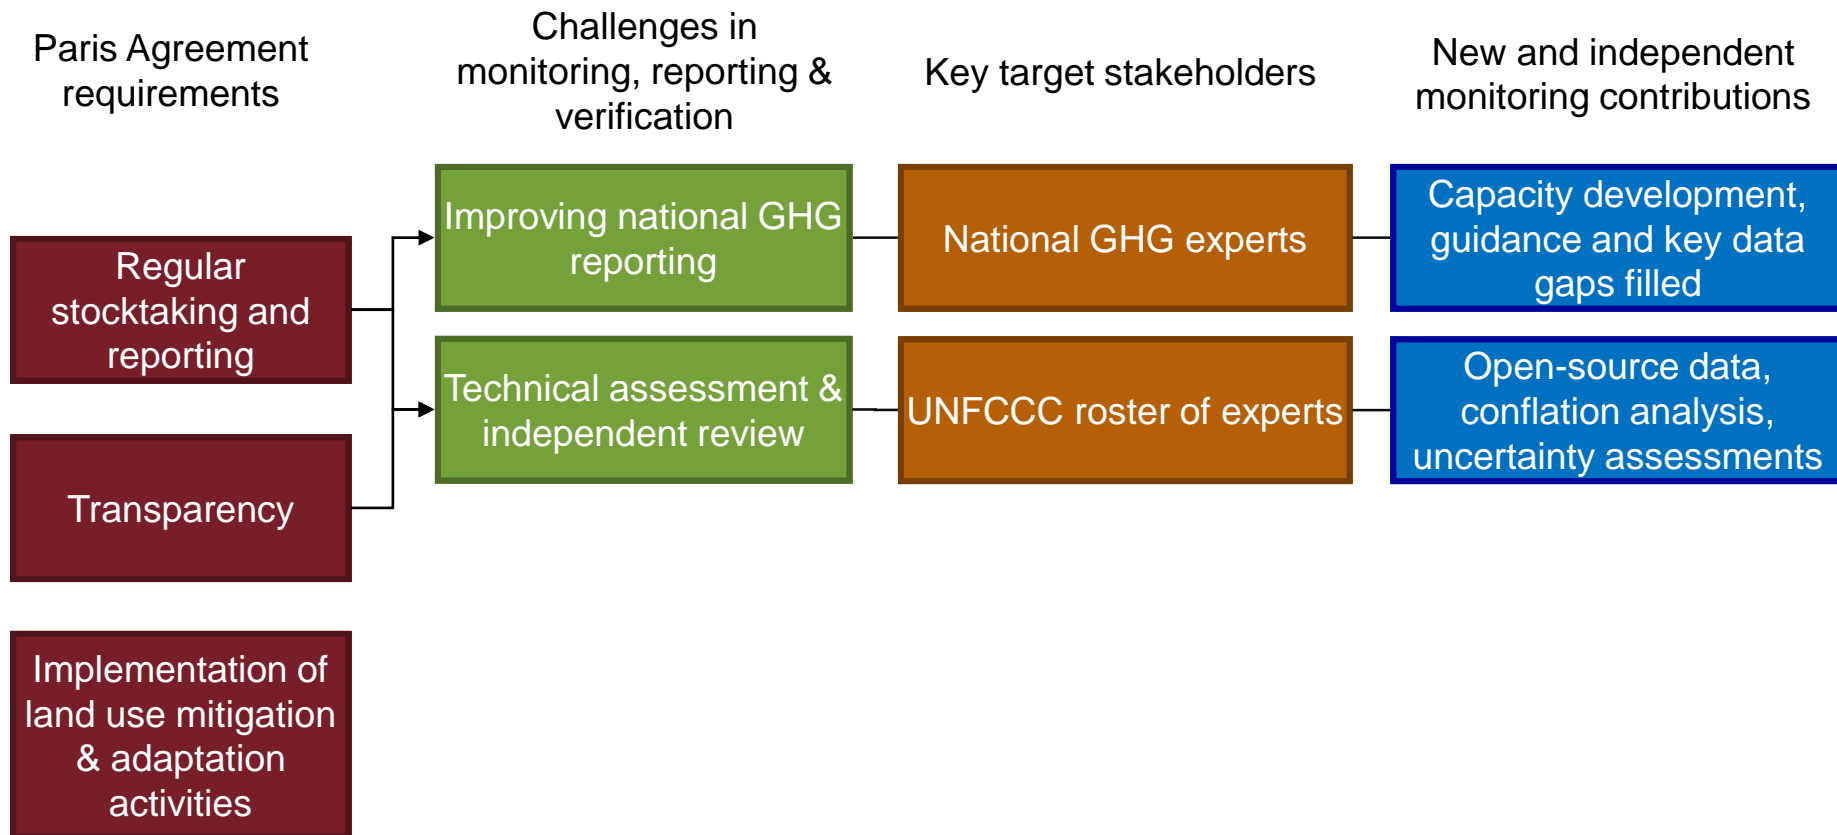 Paris Agreement
requirements
Challenges in
monitoring, reporting &
verification
Key target stakeholders
New and independent
monitoring contributions
Regular
stocktaking and
reporting
Transparency
Implementation of
land use mitigation
& adaptation
activities
Improving national GHG
reporting
Technical assessment &
independent review
National GHG experts
UNFCCC roster of experts
Capacity development,
guidance and key data
gaps filled
Open-source data,
conflation analysis,
uncertainty assessments